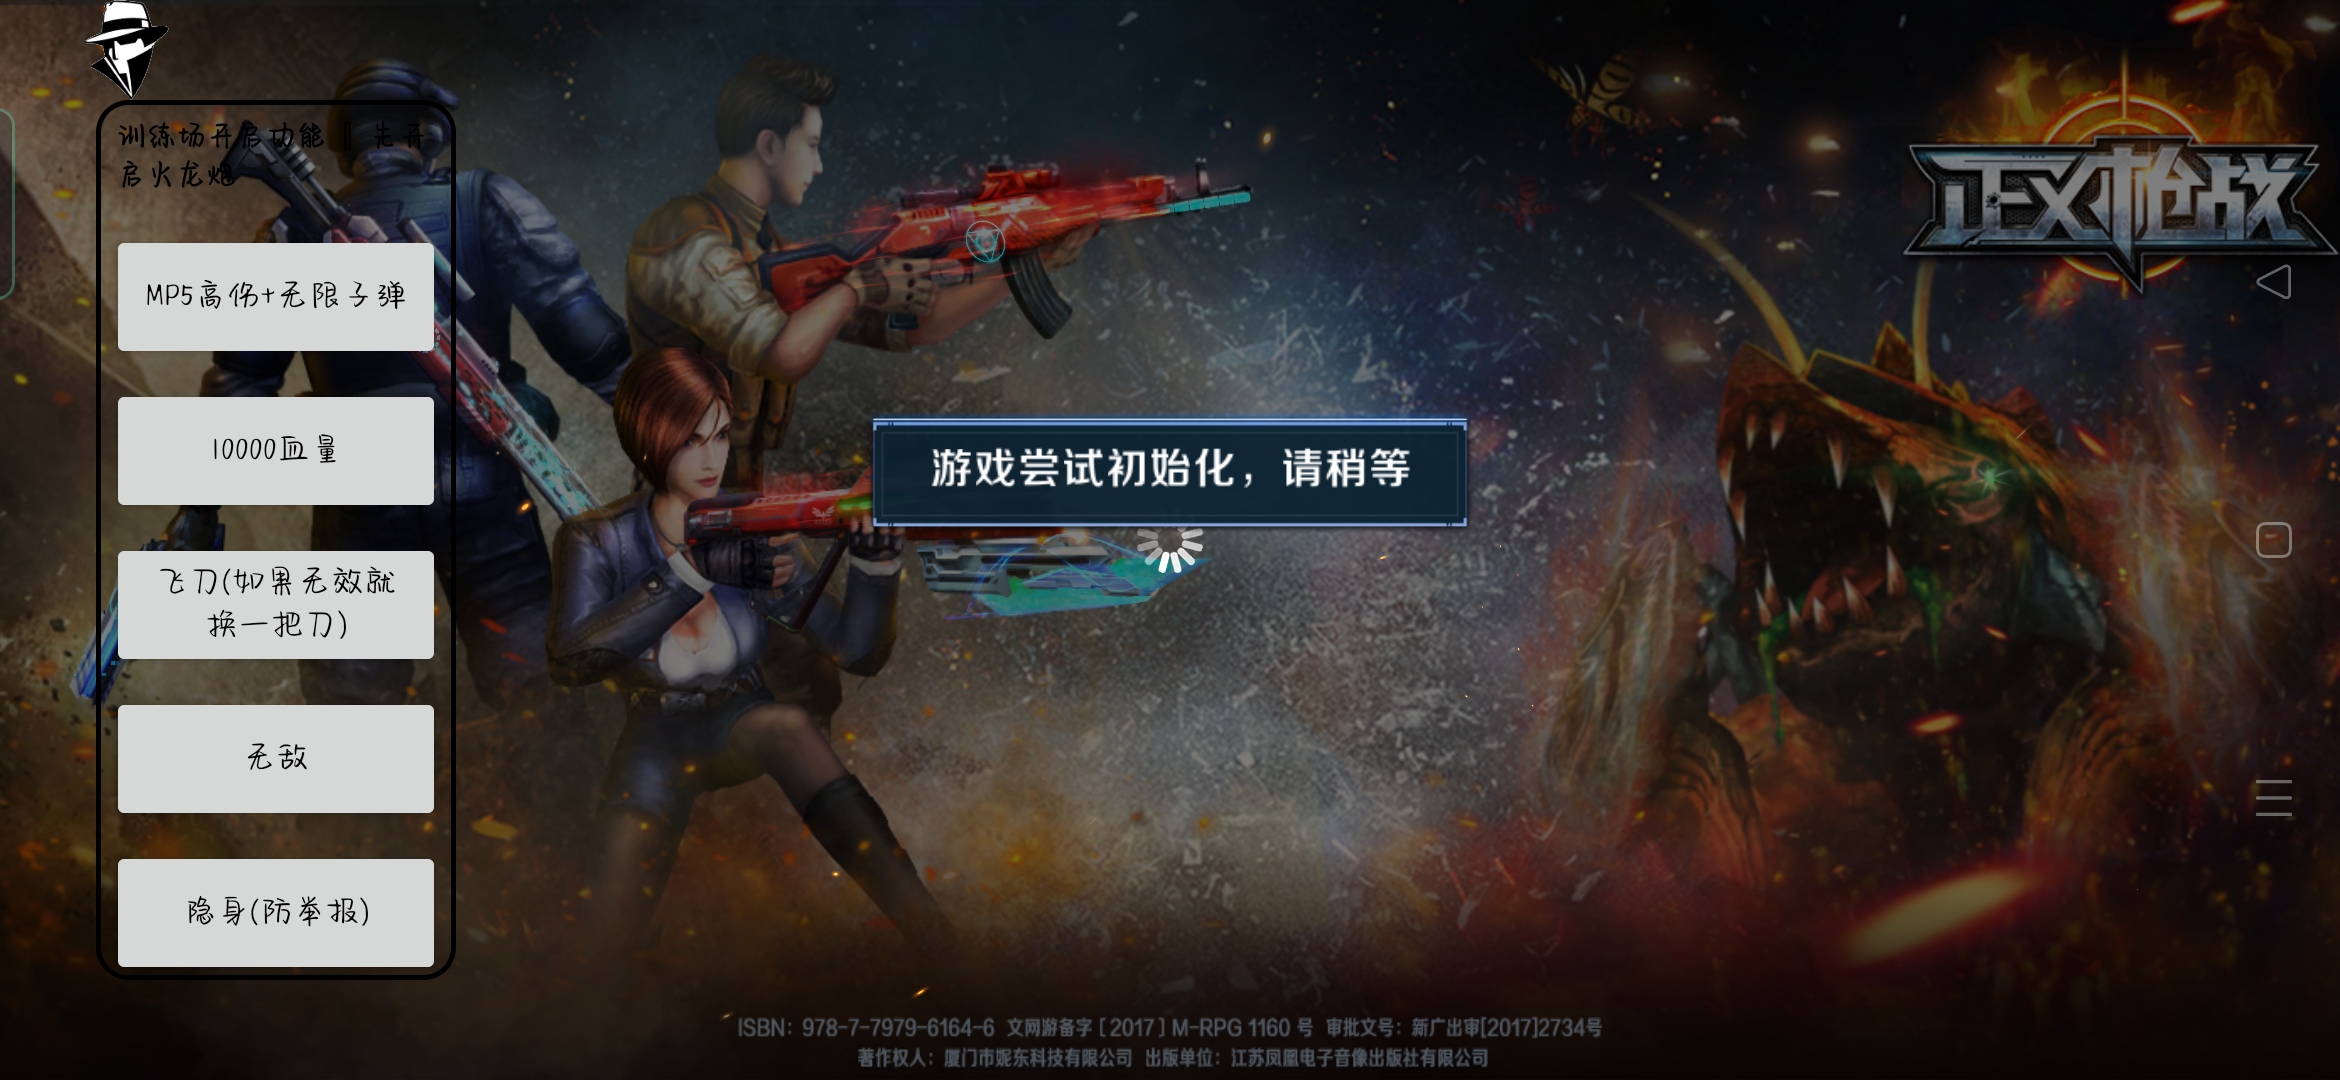 训练场开启功能 || 先开
启火龙炮
MP5高伤+无限子弹
10000血量
飞刀(如果无效就
换一把刀)
无敌
隐身(防举报)
正义枪战
游戏尝试初始化，请稍等
ISBN：978-7-7979-6164-6 文网游备字〔2017〕M-RPG 1160 号 审批文号：新广出审[2017]2734号
著作权人：厦门市妮东科技有限公司 出版单位：江苏凤凰电子音像出版社有限公司